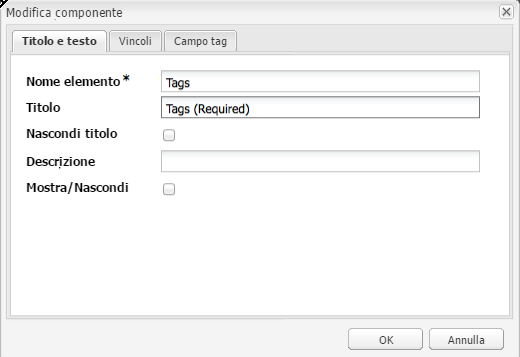 Modifica componente
Titolo e testo Vincoli Campo tag
Nome elemento * Tags
Titolo Tags (Required)
Nascondi titolo
Descrizione
Mostra/Nascondi
OK Annulla